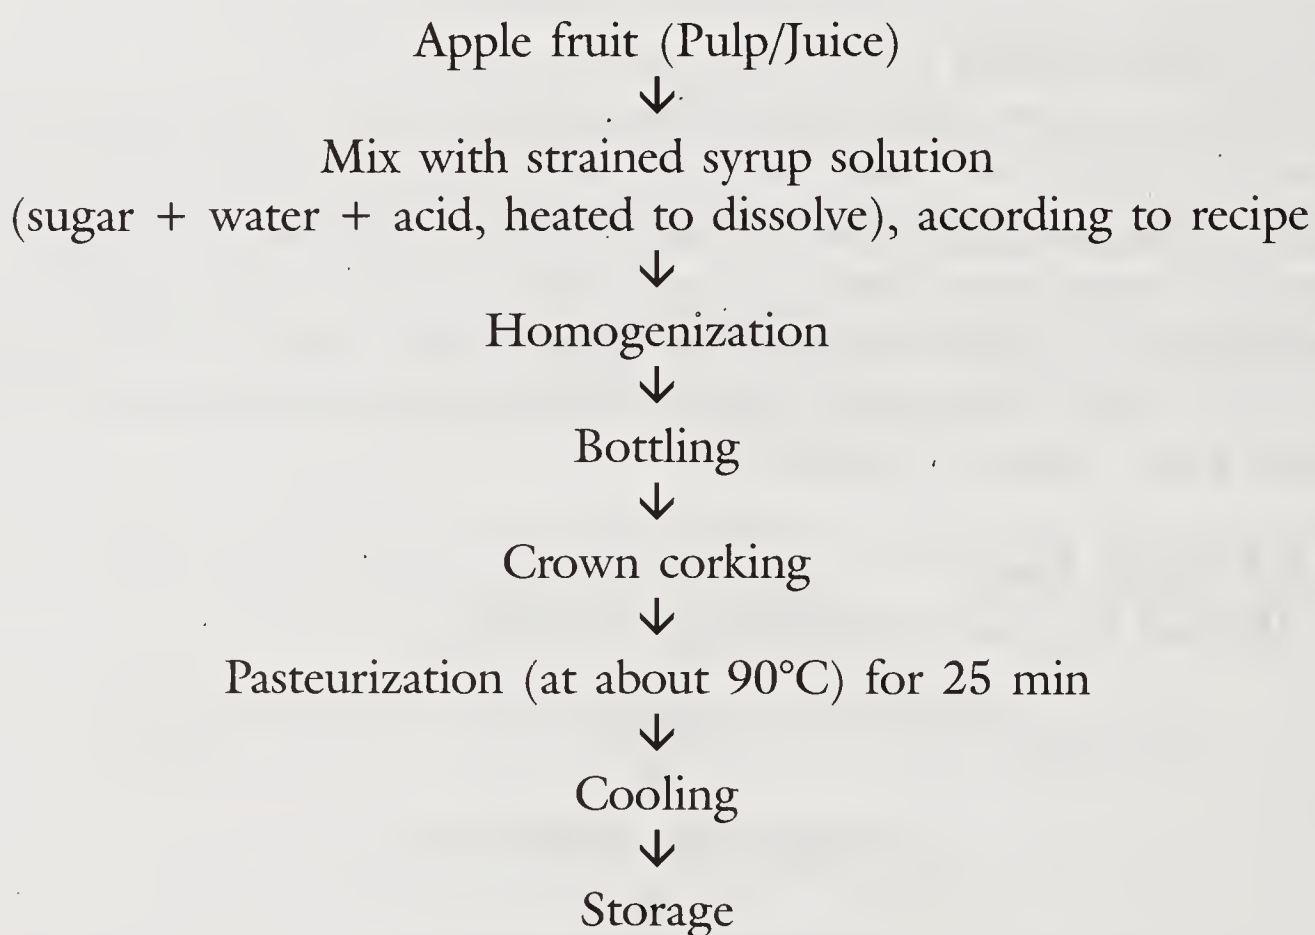 Apple fruit (Pulp/Juice)
↓
Mix with strained syrup solution
(sugar + water + acid, heated to dissolve), according to recipe
↓
Homogenization
↓
Bottling
↓
Crown corking
↓
Pasteurization (at about 90°C) for 25 min
↓
Cooling
↓
Storage